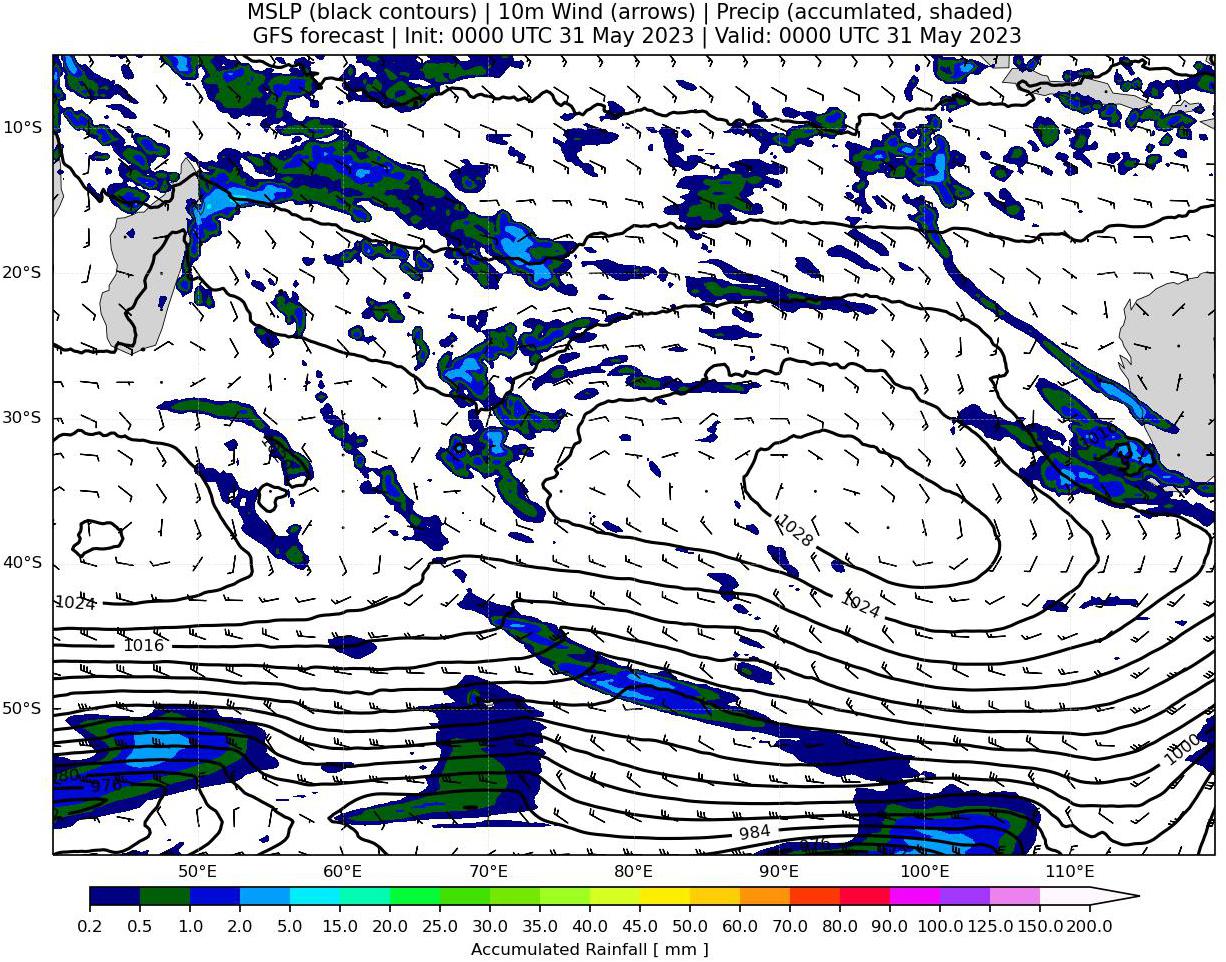 MSLP (black contours) | 10m Wind (arrows) | Precip (accumlated, shaded)
GFS forecast | Init: 0000 UTC 31 May 2023 | Valid: 0000 UTC 31 May 2023
10°S
20°S
30°S
1016
1028
40°S
1024
1024
1016
50°S
1000
980
976
984
976
50°E 60°E 70°E 80°E 90°E 100°E 110°E
0.2 0.5 1.0 2.0 5.0 10.0 15.0 20.0 25.0 30.0 35.0 40.0 45.0 50.0 60.0 70.0 80.0 90.0 100.0 125.0 150.0 200.0
Accumulated Rainfall [ mm ]